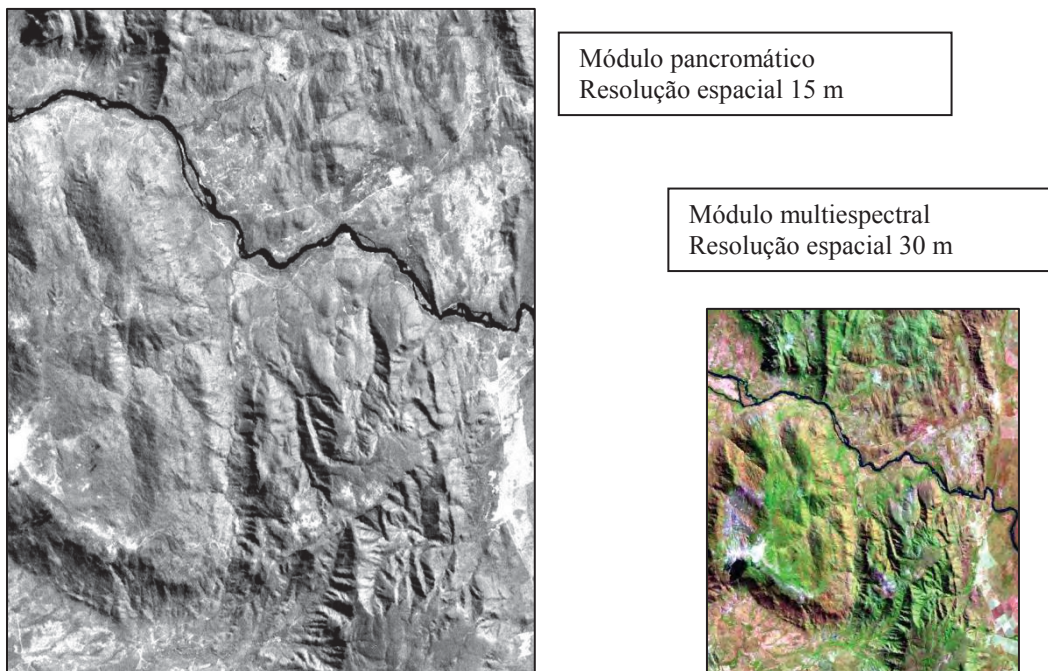 Módulo pancromático
Resolução espacial 15 m
Módulo multiespectral
Resolução espacial 30 m